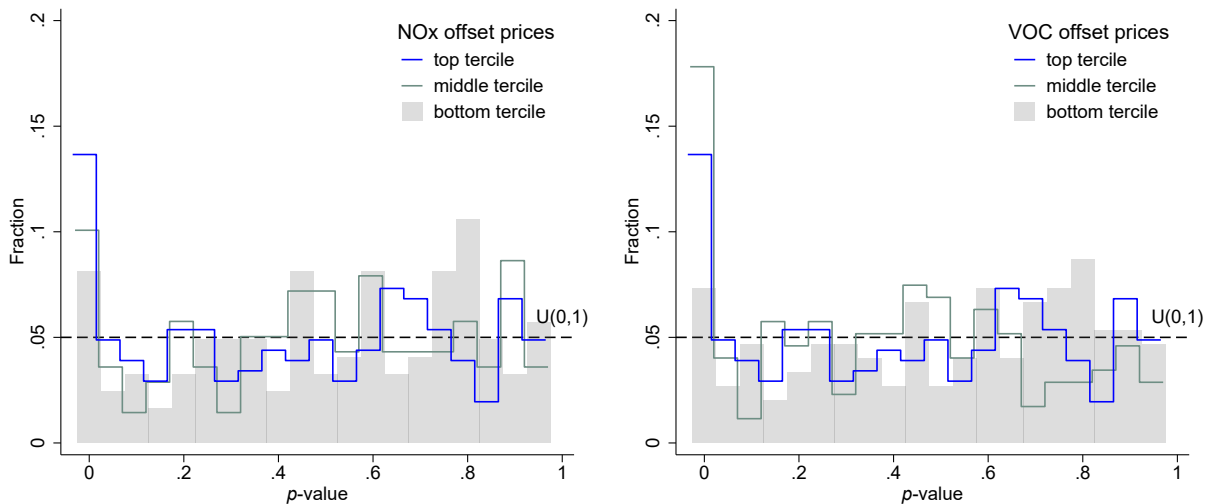 NOx offset prices
top tercile
middle tercile
bottom tercile
U(0,1)
Fraction
0
.05
.1
.15
.2
0
.2
.4
.6
.8
1
p-value
VOC offset prices
top tercile
middle tercile
bottom tercile
U(0,1)
Fraction
0
.05
.1
.15
.2
0
.2
.4
.6
.8
1
p-value